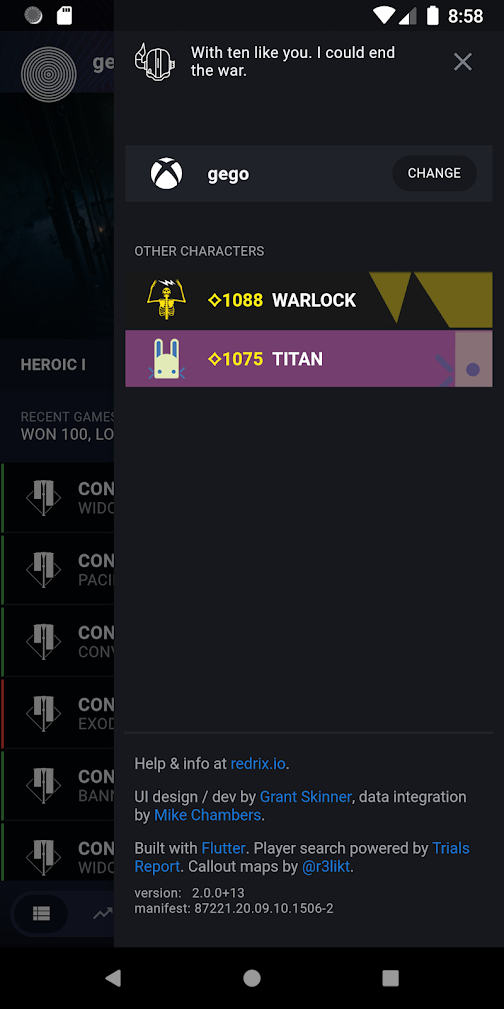 8:58
ge
With ten like you. I could end
the war.
gego
CHANGE
OTHER CHARACTERS
1088 WARLOCK
1075 TITAN
HEROIC I
RECENT GAMES
WON 100, LO
CON
WIDO
CON
PACI
CON
CONV
CON
EXOD
CON
BANN
CON
WIDO
Help & info at redrix.io.
UI design / dev by Grant Skinner, data integration
by Mike Chambers.
Built with Flutter. Player search powered by Trials
Report. Callout maps by @r3likt.
version: 2.0.0+13
manifest: 87221.20.09.10.1506-2